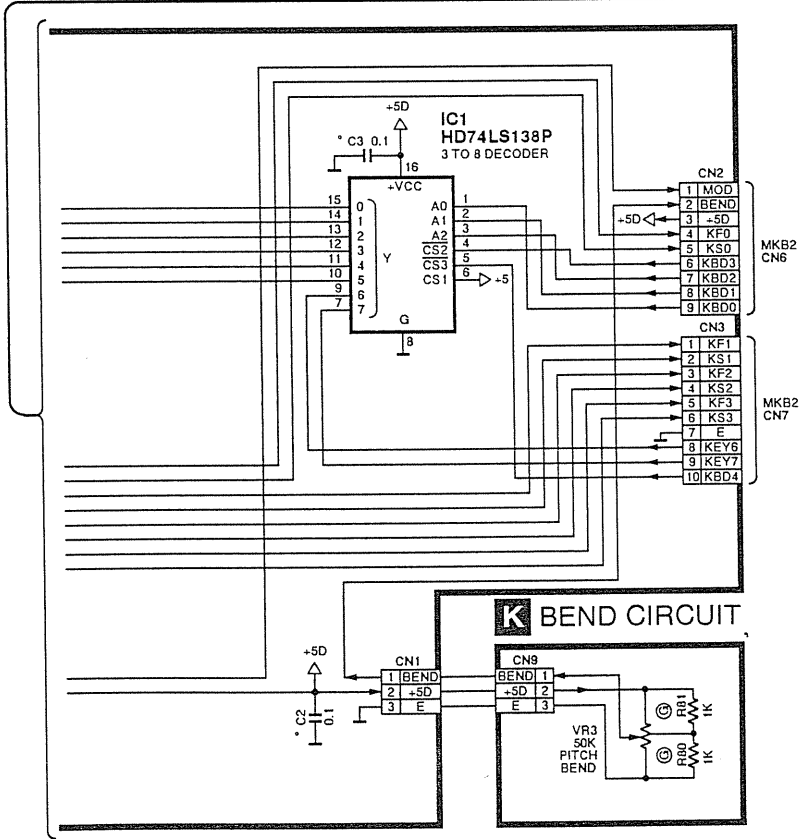 +5D
IC1
HD74LS138P
3 TO 8 DECODER
° C3 0.1
16
+VCC
15 0 A0 1
14 1 A1 2
13 2 A2 3
12 3 CS2 4
11 4 Y CS3 5
10 5 CS1 6 +5
9 6
7 7
G
8
CN2
1 MOD
2 BEND
+5D 3 +5D
4 KF0
5 KS0
6 KBD3
7 KBD2
8 KBD1
9 KBD0
MKB2
CN6
CN3
1 KF1
2 KS1
3 KF2
4 KS2
5 KF3
6 KS3
7 E
8 KEY6
9 KEY7
10 KBD4
MKB2
CN7
K BEND CIRCUIT
+5D
° C2
0.1
CN1
1 BEND
2 +5D
3 E
CN9
BEND 1
+5D 2
E 3
VR3
50K
PITCH
BEND
G R81
1K
G R80
1K